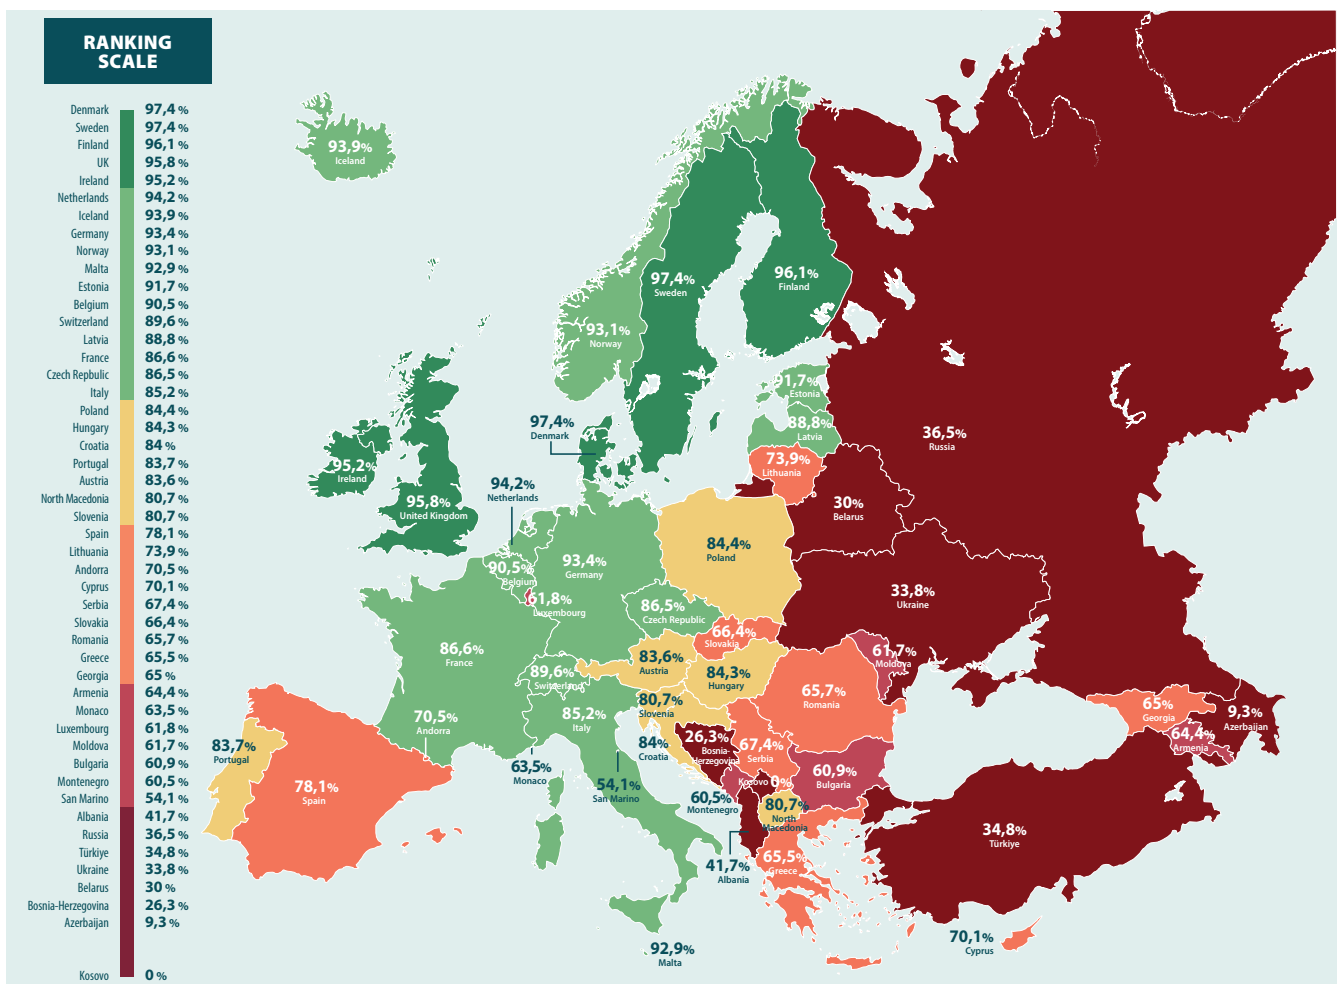 RANKING
SCALE
Denmark 97,4 %
Sweden 97,4 %
Finland 96,1 %
UK 95,8 %
Ireland 95,2 %
Netherlands 94,2 %
Iceland 93,9 %
Germany 93,4 %
Norway 93,1 %
Malta 92,9 %
Estonia 91,7 %
Belgium 90,5 %
Switzerland 89,6 %
Latvia 88,8 %
France 86,6 %
Czech Repbulic 86,5 %
Italy 85,2 %
Poland 84,4 %
Hungary 84,3 %
Croatia 84 %
Portugal 83,7 %
Austria 83,6 %
North Macedonia 80,7 %
Slovenia 80,7 %
Spain 78,1 %
Lithuania 73,9 %
Andorra 70,5 %
Cyprus 70,1 %
Serbia 67,4 %
Slovakia 66,4 %
Romania 65,7 %
Greece 65,5 %
Georgia 65 %
Armenia 64,4 %
Monaco 63,5 %
Luxembourg 61,8 %
Moldova 61,7 %
Bulgaria 60,9 %
Montenegro 60,5 %
San Marino 54,1 %
Albania 41,7 %
Russia 36,5 %
Türkiye 34,8 %
Ukraine 33,8 %
Belarus 30 %
Bosnia-Herzegovina 26,3 %
Azerbaijan 9,3 %
Kosovo 0 %
93,9%
Iceland
97,4%
Sweden
96,1%
Finland
93,1%
Norway
91,7%
Estonia
88,8%
Latvia
97,4%
Denmark
73,9%
Lithuania
36,5%
Russia
95,2%
Ireland
95,8%
United Kingdom
94,2%
Netherlands
30%
Belarus
84,4%
Poland
93,4%
Germany
90,5%
Belgium
61,8%
Luxembourg
33,8%
Ukraine
86,5%
Czech Republic
66,4%
Slovakia
86,6%
France
83,6%
Austria
84,3%
Hungary
61,7%
Moldova
89,6%
Switzerland
65,7%
Romania
80,7%
Slovenia
85,2%
Italy
70,5%
Andorra
65%
Georgia
9,3%
Azerbaijan
64,4%
Armenia
83,7%
Portugal
84%
Croatia
26,3%
Bosnia-
Herzegovina
67,4%
Serbia
63,5%
Monaco
60,9%
Bulgaria
78,1%
Spain
54,1%
San Marino
Kosovo 0%
60,5%
Montenegro
80,7%
North
Macedonia
34,8%
Türkiye
41,7%
Albania
65,5%
Greece
70,1%
Cyprus
92,9%
Malta